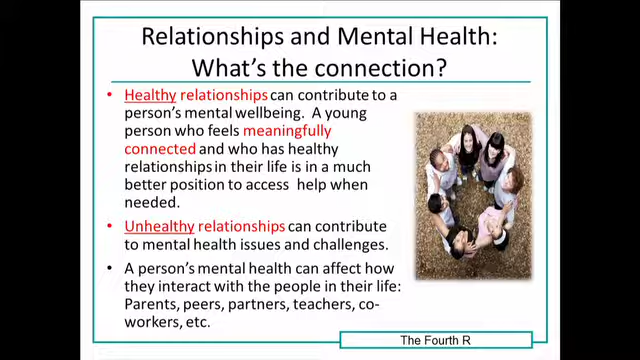 Relationships and Mental Health:
What's the connection?
• Healthy relationships can contribute to a
person's mental wellbeing. A young
person who feels meaningfully
connected and who has healthy
relationships in their life is in a much
better position to access help when
needed.
• Unhealthy relationships can contribute
to mental health issues and challenges.
• A person's mental health can affect how
they interact with the people in their life:
Parents, peers, partners, teachers, co-
workers, etc.
The Fourth R